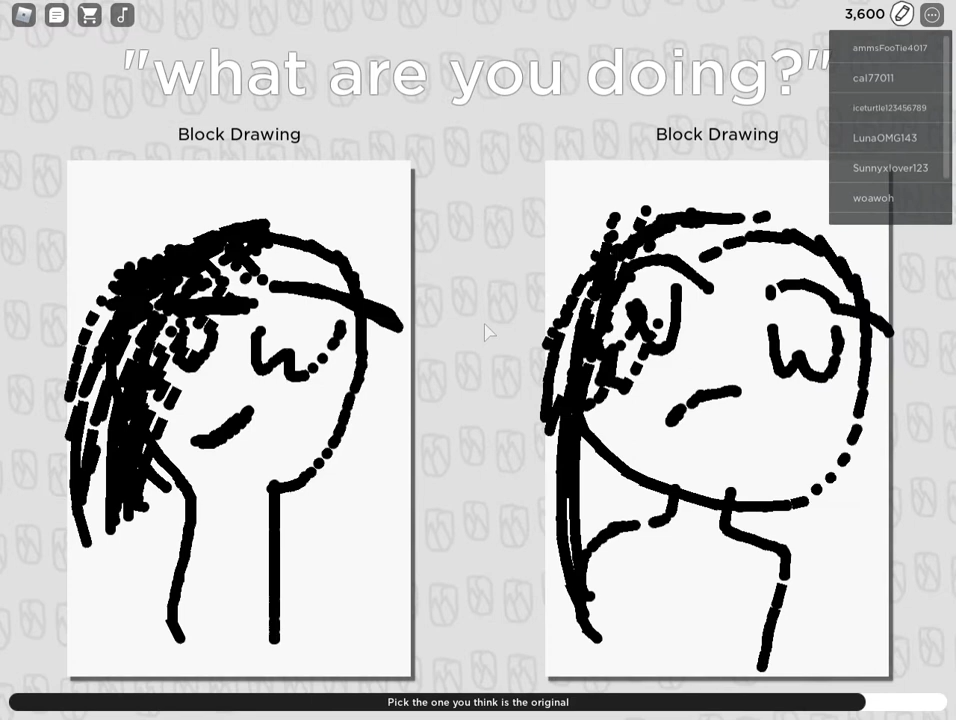 3,600
"what are you doing?"
ammsFooTie4017
cal77011
iceturtle123456789
LunaOMG143
Sunnyxlover123
woawoh
Block Drawing
Block Drawing
Pick the one you think is the original